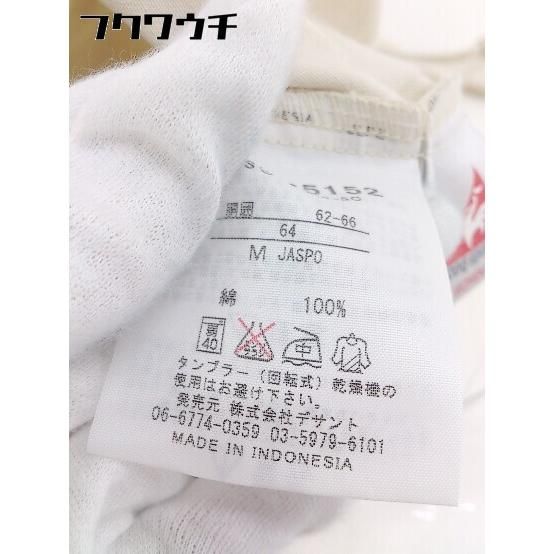 フクワウチ
5152
胴囲 62-66
64
M JASPO
綿 100%
40
タンブラー（回転式）乾燥機の
使用はお避け下さい。
発売元 株式会社デサント
06-6774-0359 03-5979-6101
MADE IN INDONESIA